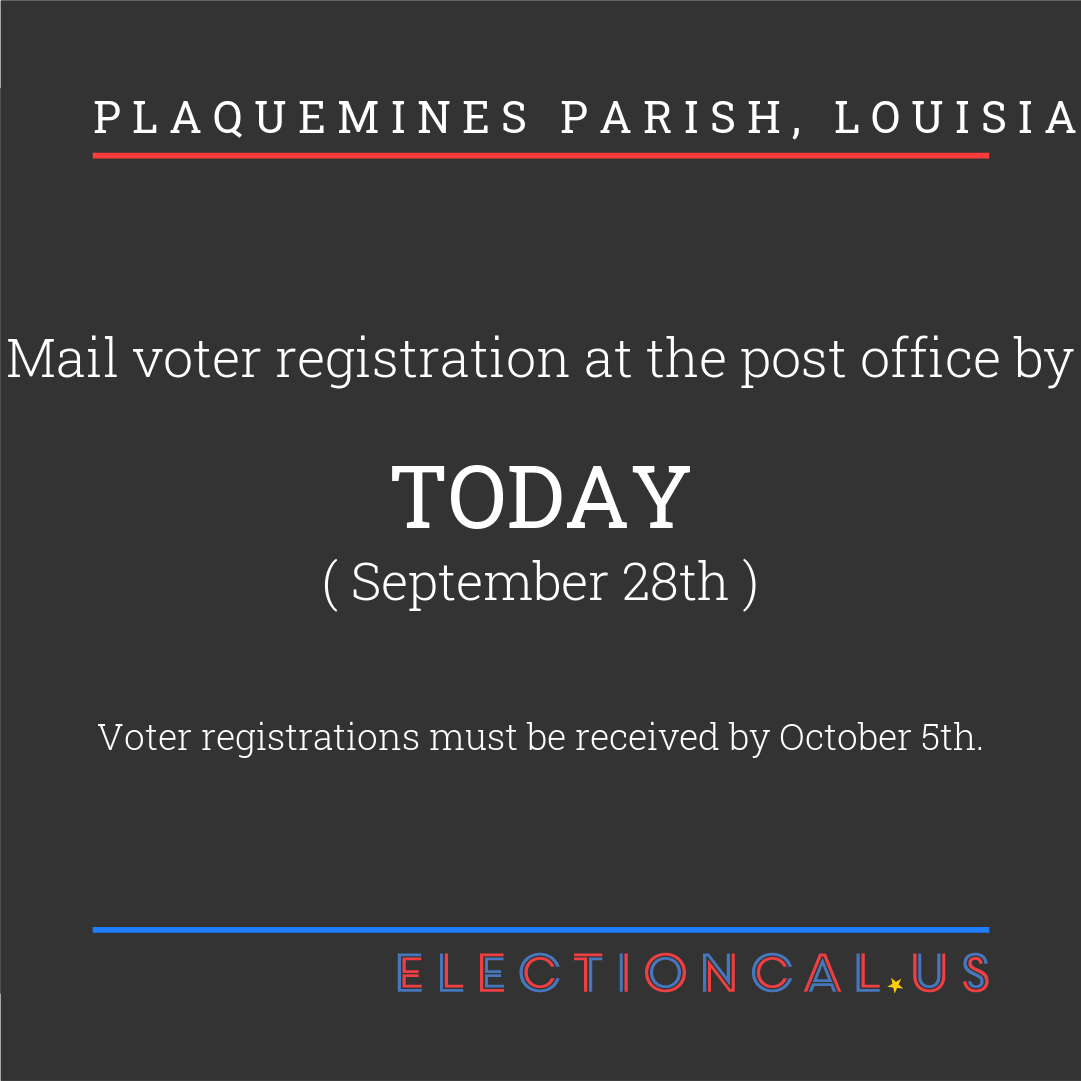 PLAQUEMINES PARISH, LOUISIA
Mail voter registration at the post office by
TODAY
( September 28th )
Voter registrations must be received by October 5th.
ELECTIONCAL.US